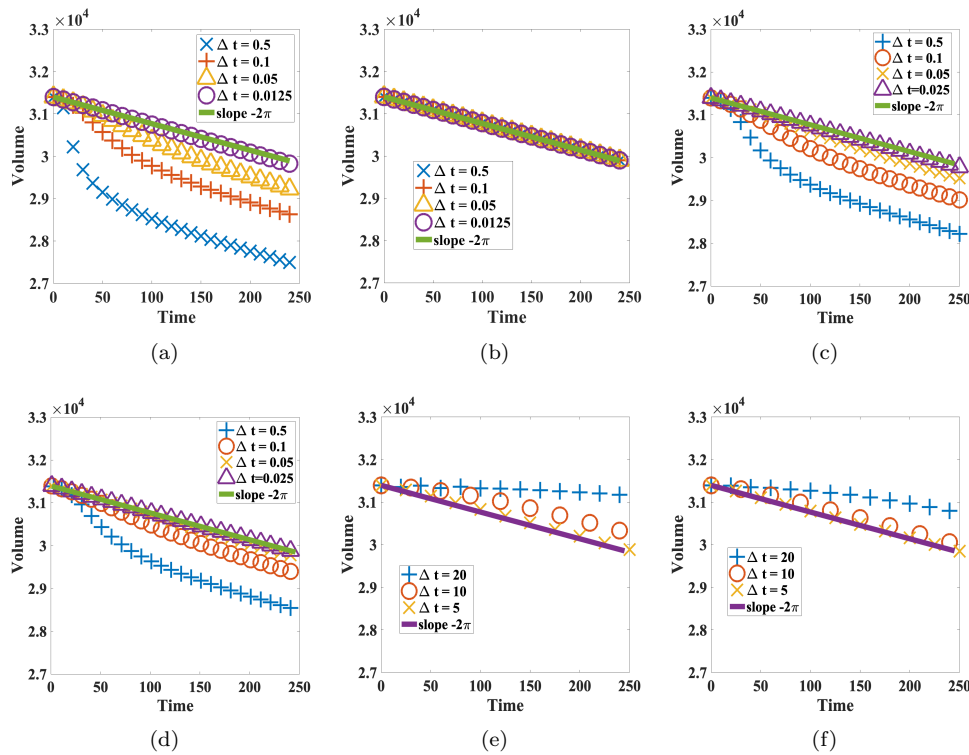 ×10⁴
3.3
3.2
3.1
3.0
2.9
2.8
2.7
Volume
0 50 100 150 200 250
Time
Δ t = 0.5
Δ t = 0.1
Δ t = 0.05
Δ t = 0.0125
slope -2π
(a)
×10⁴
3.3
3.2
3.1
3.0
2.9
2.8
2.7
Volume
0 50 100 150 200 250
Time
Δ t = 0.5
Δ t = 0.1
Δ t = 0.05
Δ t = 0.0125
slope -2π
(b)
×10⁴
3.3
3.2
3.1
3.0
2.9
2.8
2.7
Volume
0 50 100 150 200 250
Time
Δ t = 0.5
Δ t = 0.1
Δ t = 0.05
Δ t=0.025
slope -2π
(c)
×10⁴
3.3
3.2
3.1
3.0
2.9
2.8
2.7
Volume
0 50 100 150 200 250
Time
Δ t = 0.5
Δ t = 0.1
Δ t = 0.05
Δ t=0.025
slope -2π
(d)
×10⁴
3.3
3.2
3.1
3.0
2.9
2.8
2.7
Volume
0 50 100 150 200 250
Time
Δ t = 20
Δ t = 10
Δ t = 5
slope -2π
(e)
×10⁴
3.3
3.2
3.1
3.0
2.9
2.8
2.7
Volume
0 50 100 150 200 250
Time
Δ t = 20
Δ t = 10
Δ t = 5
slope -2π
(f)